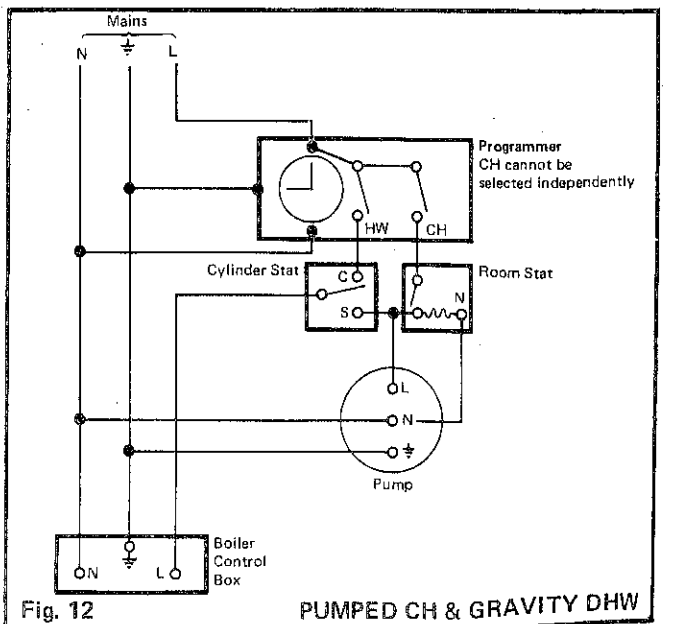 Mains
N ⏚ L
Programmer
CH cannot be
selected independently
HW CH
Cylinder Stat
C
S
Room Stat
N
L
N
⏚
Pump
Boiler
Control
Box
N
⏚
L
Fig. 12
PUMPED CH & GRAVITY DHW